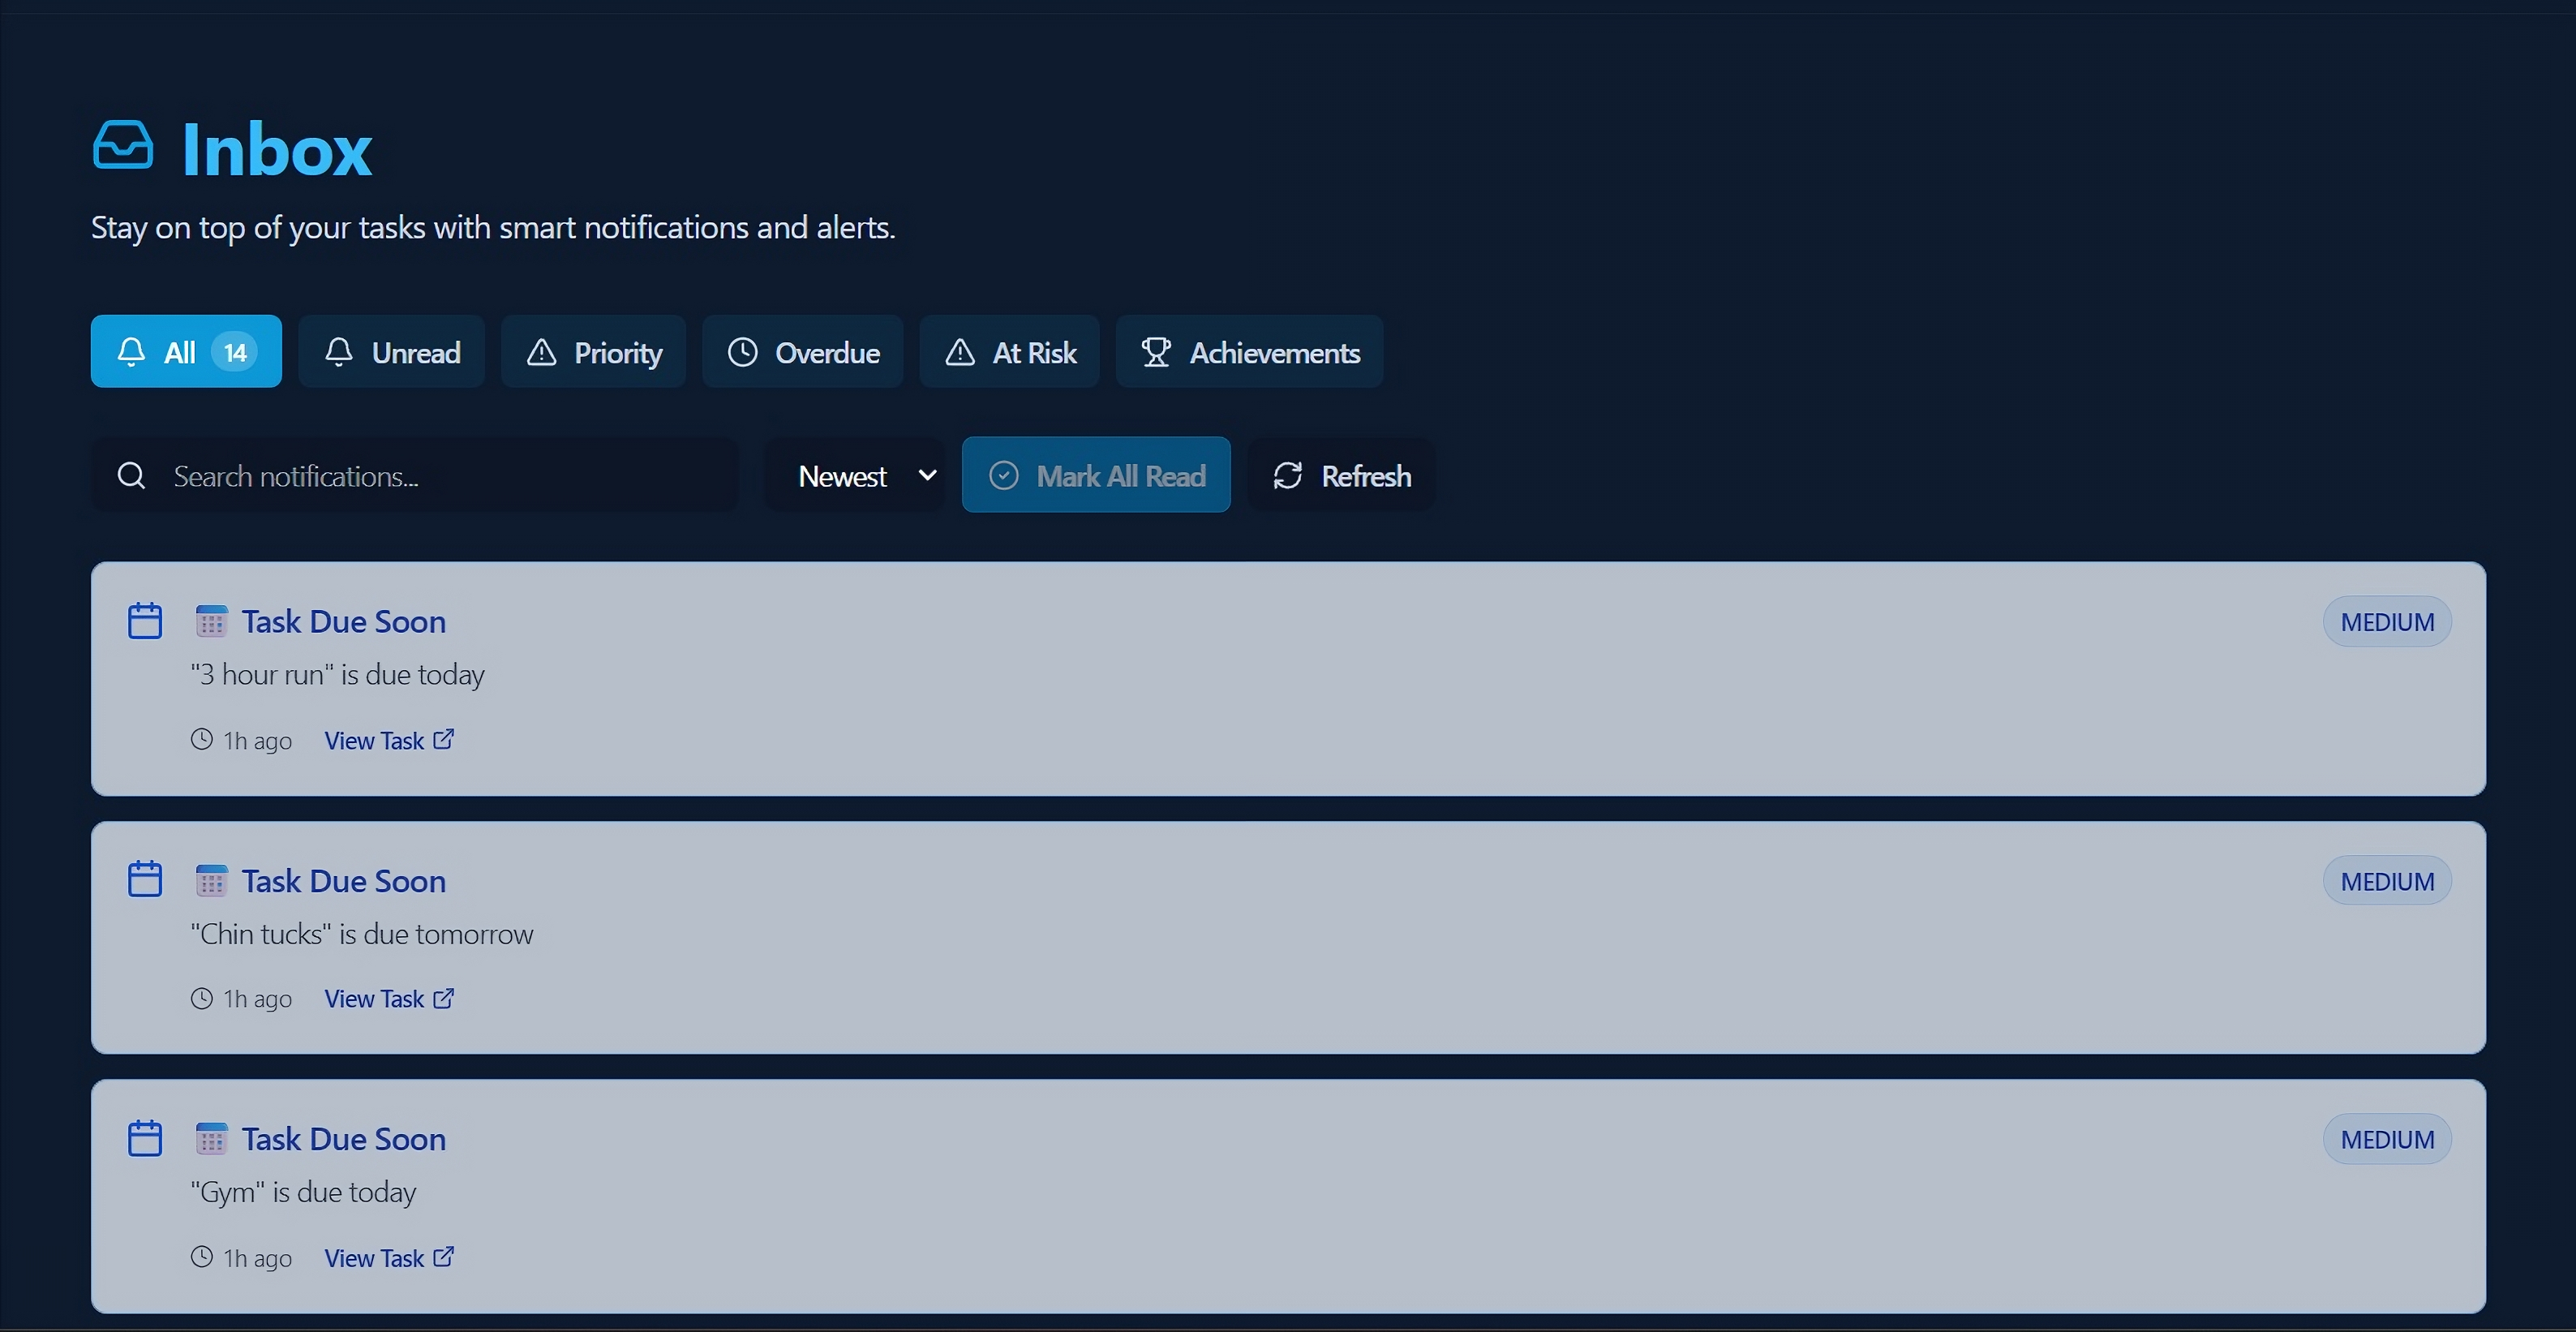 Inbox
Stay on top of your tasks with smart notifications and alerts.
All 14 Unread Priority Overdue At Risk Achievements
Search notifications... Newest Mark All Read Refresh
Task Due Soon MEDIUM
"3 hour run" is due today
1h ago View Task
Task Due Soon MEDIUM
"Chin tucks" is due tomorrow
1h ago View Task
Task Due Soon MEDIUM
"Gym" is due today
1h ago View Task